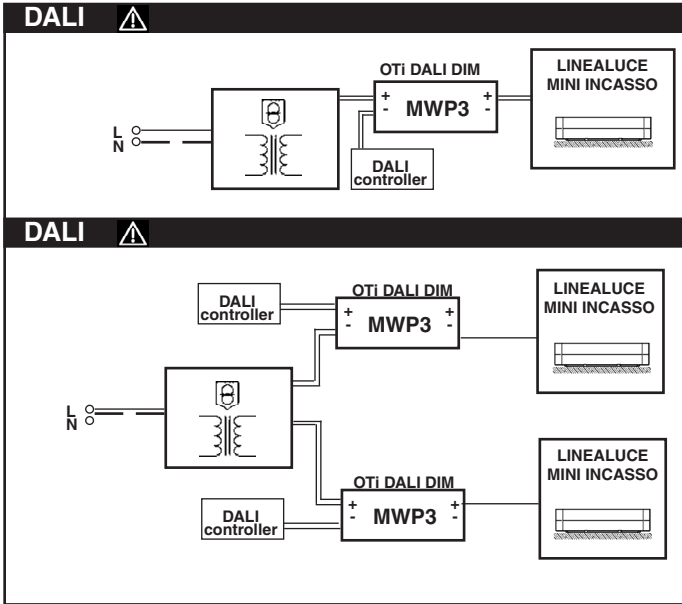 DALI
OTi DALI DIM
LINEALUCE
MINI INCASSO
+ +
- MWP3 -
L
N
DALI
controller
DALI
OTi DALI DIM
LINEALUCE
MINI INCASSO
DALI
controller
+ +
- MWP3 -
L
N
LINEALUCE
MINI INCASSO
OTi DALI DIM
+ +
- MWP3 -
DALI
controller